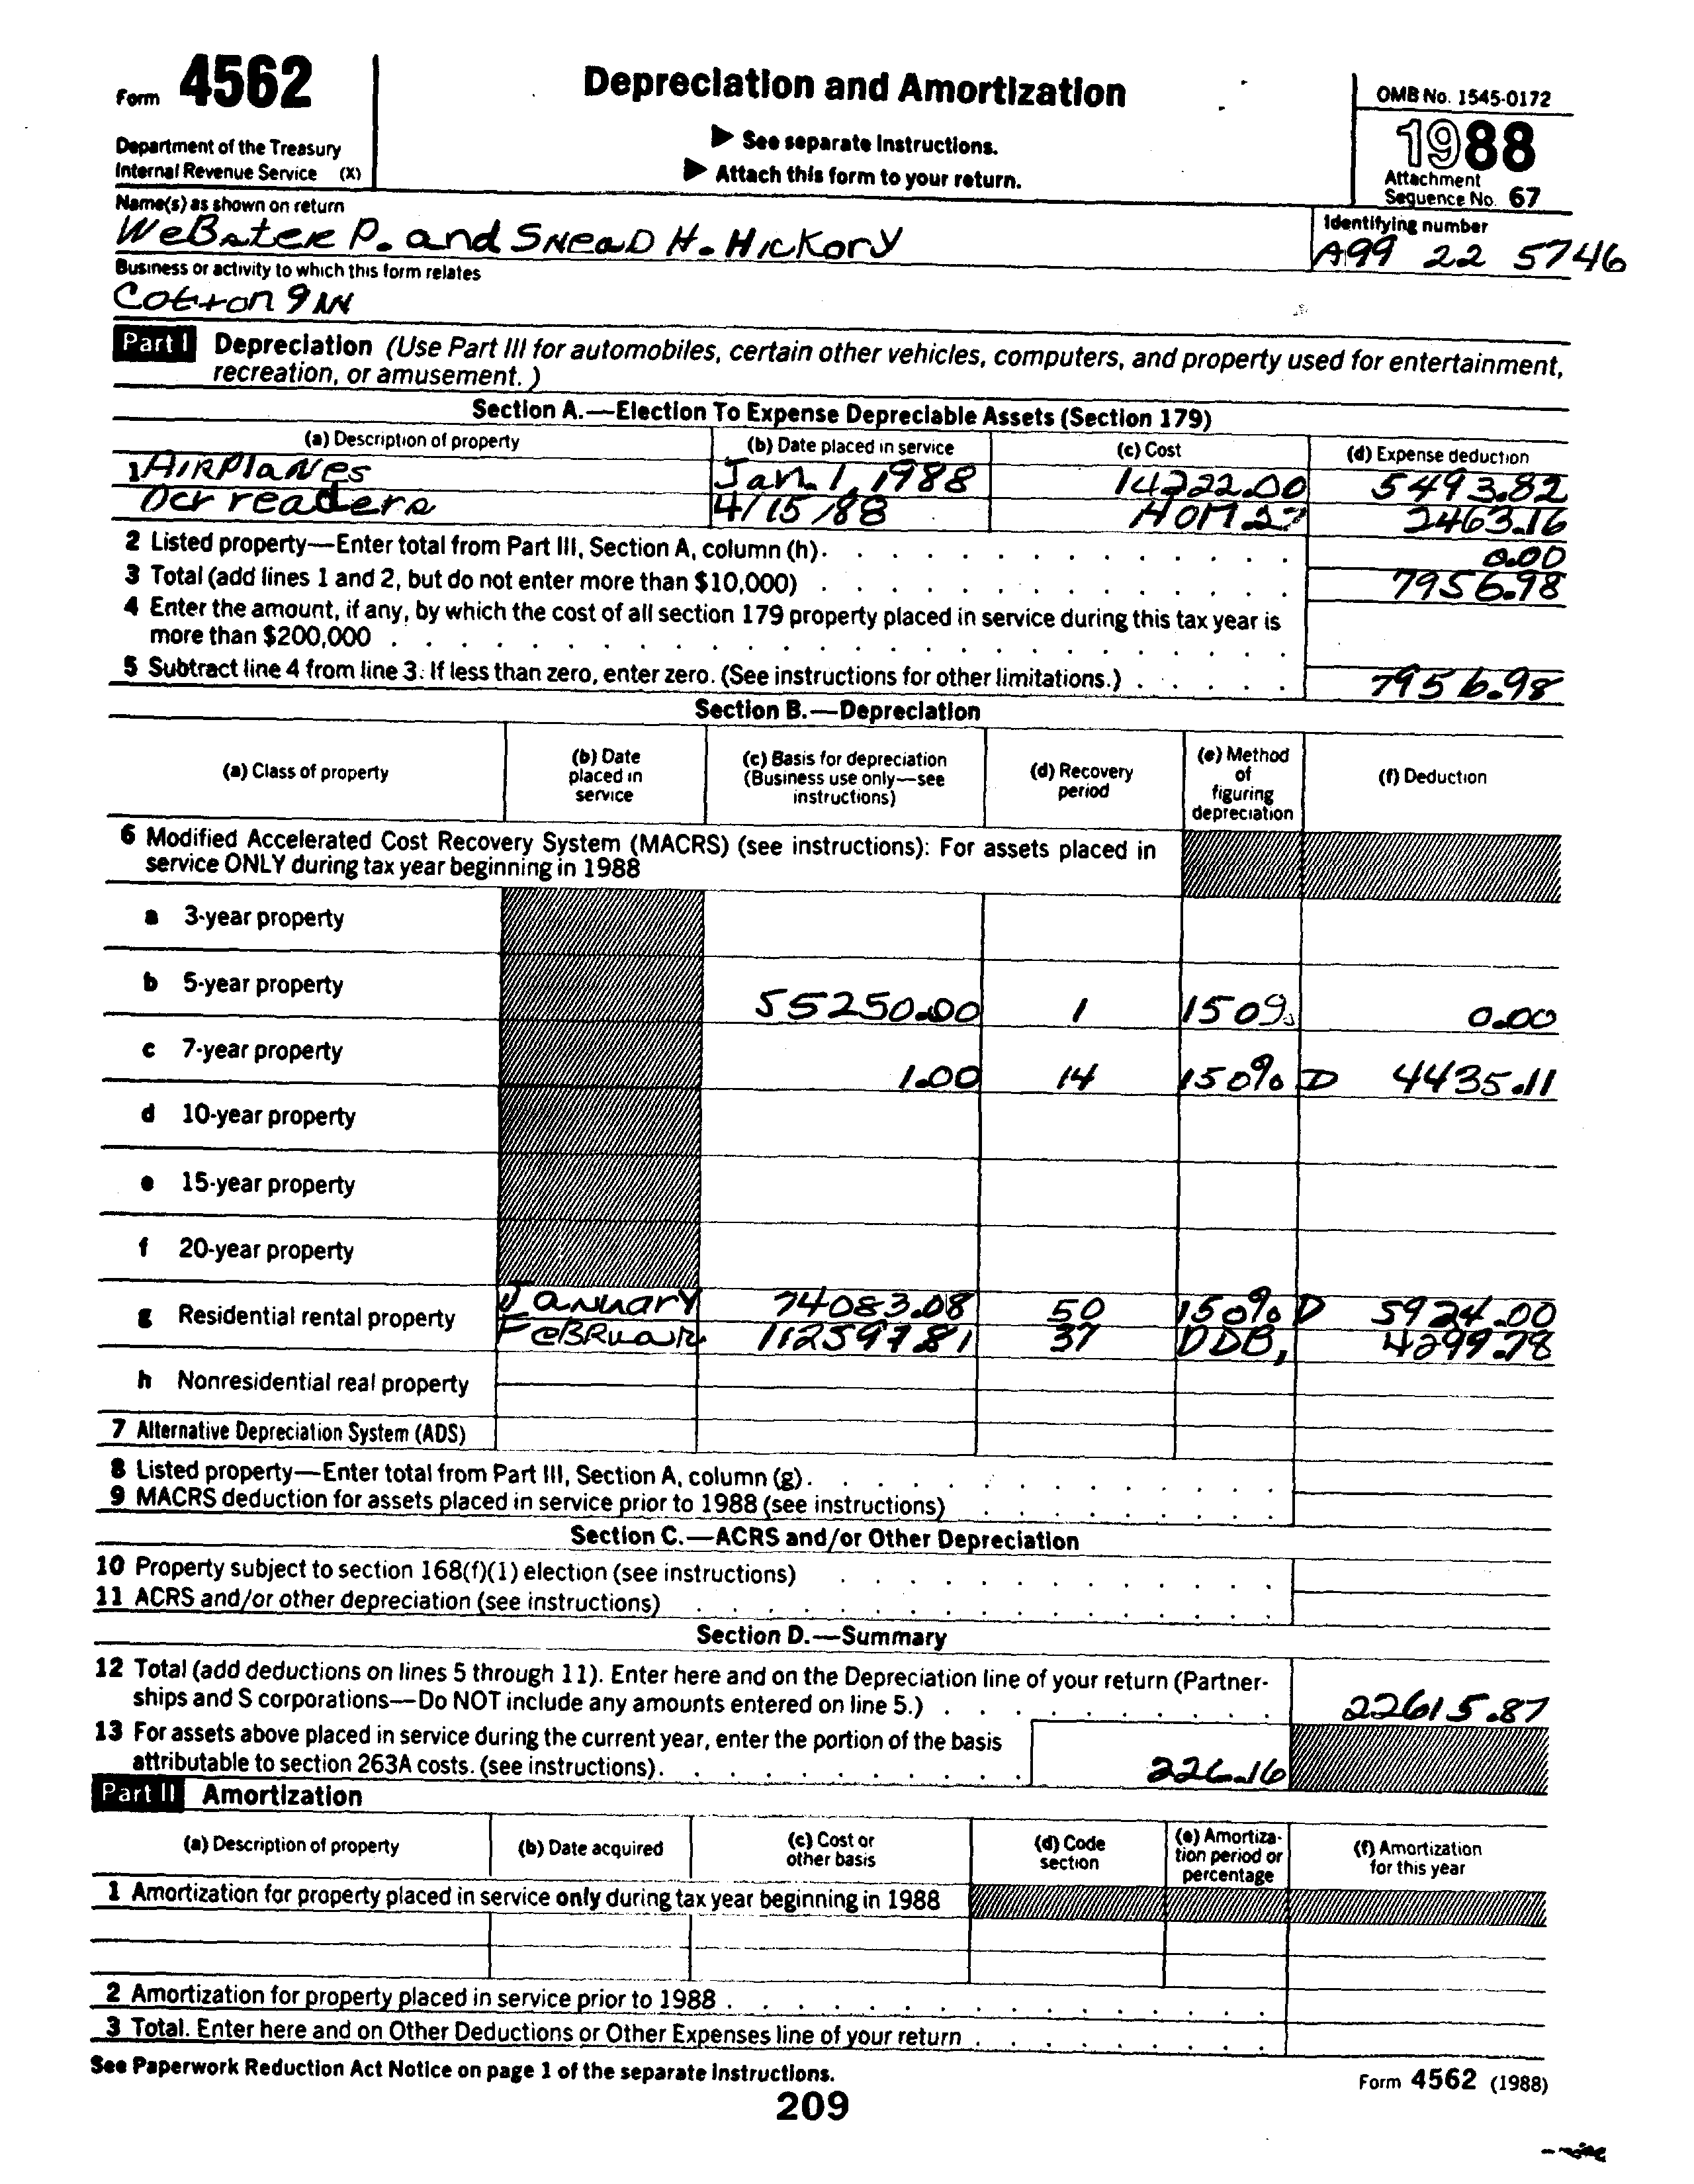 Form 4562
Department of the Treasury
Internal Revenue Service (X)
Depreciation and Amortization
▶ See separate instructions.
▶ Attach this form to your return.
OMB No. 1545-0172
1988
Attachment
Sequence No. 67
Name(s) as shown on return
Webster P. and Snead H. Hickory
Identifying number
A99 22 5746
Business or activity to which this form relates
Cotton gin
Part I Depreciation (Use Part III for automobiles, certain other vehicles, computers, and property used for entertainment,
recreation, or amusement.)
Section A.—Election To Expense Depreciable Assets (Section 179)
(a) Description of property (b) Date placed in service (c) Cost (d) Expense deduction
1 AIRPlanes Jan. 1, 1988 14222.00 5493.82
Ocr readers 4/15/88 2463.16
2 Listed property—Enter total from Part III, Section A, column (h). 0.00
3 Total (add lines 1 and 2, but do not enter more than $10,000) 7956.98
4 Enter the amount, if any, by which the cost of all section 179 property placed in service during this tax year is
more than $200,000
5 Subtract line 4 from line 3. If less than zero, enter zero. (See instructions for other limitations.) 7956.98
Section B.—Depreciation
(a) Class of property
(b) Date
placed in
service
(c) Basis for depreciation
(Business use only—see
instructions)
(d) Recovery
period
(e) Method
of
figuring
depreciation
(f) Deduction
6 Modified Accelerated Cost Recovery System (MACRS) (see instructions): For assets placed in
service ONLY during tax year beginning in 1988
a 3-year property
b 5-year property 55250.00 1 150% 0.00
c 7-year property 1.00 14 150% D 4435.11
d 10-year property
e 15-year property
f 20-year property
g Residential rental property January 74083.08 50 150% D 5924.00
FeBRuar 112597.81 37 DDB, 4299.78
h Nonresidential real property
7 Alternative Depreciation System (ADS)
8 Listed property—Enter total from Part III, Section A, column (g).
9 MACRS deduction for assets placed in service prior to 1988 (see instructions)
Section C.—ACRS and/or Other Depreciation
10 Property subject to section 168(f)(1) election (see instructions)
11 ACRS and/or other depreciation (see instructions)
Section D.—Summary
12 Total (add deductions on lines 5 through 11). Enter here and on the Depreciation line of your return (Partner-
ships and S corporations—Do NOT include any amounts entered on line 5.) 22615.87
13 For assets above placed in service during the current year, enter the portion of the basis
attributable to section 263A costs. (see instructions). 226.16
Part II Amortization
(a) Description of property
(b) Date acquired
(c) Cost or
other basis
(d) Code
section
(e) Amortiza-
tion period or
percentage
(f) Amortization
for this year
1 Amortization for property placed in service only during tax year beginning in 1988
2 Amortization for property placed in service prior to 1988
3 Total. Enter here and on Other Deductions or Other Expenses line of your return
See Paperwork Reduction Act Notice on page 1 of the separate instructions.
Form 4562 (1988)
209